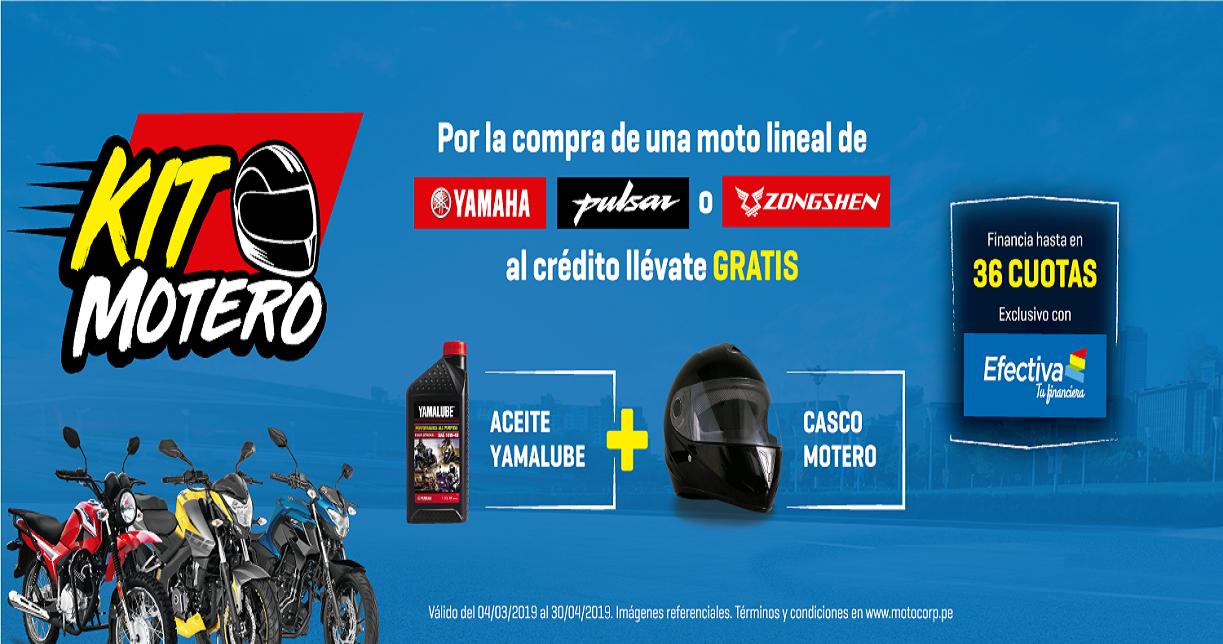 KIT
MOTERO
Por la compra de una moto lineal de
YAMAHA pulsar o ZONGSHEN
al crédito llévate GRATIS
Financia hasta en
36 CUOTAS
Exclusivo con
Efectiva
Tu financiera
YAMALUBE
ACEITE
YAMALUBE
+
CASCO
MOTERO
Válido del 04/03/2019 al 30/04/2019. Imágenes referenciales. Términos y condiciones en www.motocorp.pe